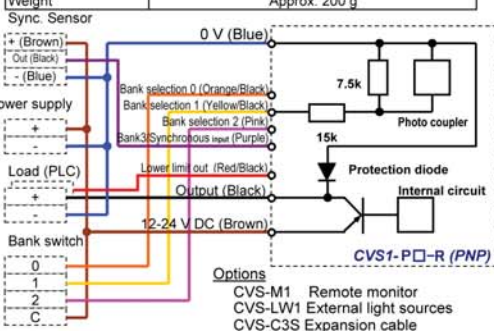 Weight Approx. 200 g
Sync. Sensor
+ (Brown)
Out (Black)
- (Blue)
0 V (Blue)
Bank selection 0 (Orange/Black)
Bank selection 1 (Yellow/Black)
Bank selection 2 (Pink)
Bank3/Synchronous input (Purple)
7.5k
Photo coupler
15k
ower supply
+
-
Load (PLC)
+
-
Lower limit out (Red/Black)
Output (Black)
12-24 V DC (Brown)
Protection diode
Internal circuit
CVS1-P□-R (PNP)
Bank switch
0
1
2
C
Options
CVS-M1 Remote monitor
CVS-LW1 External light sources
CVS-C3S Expansion cable